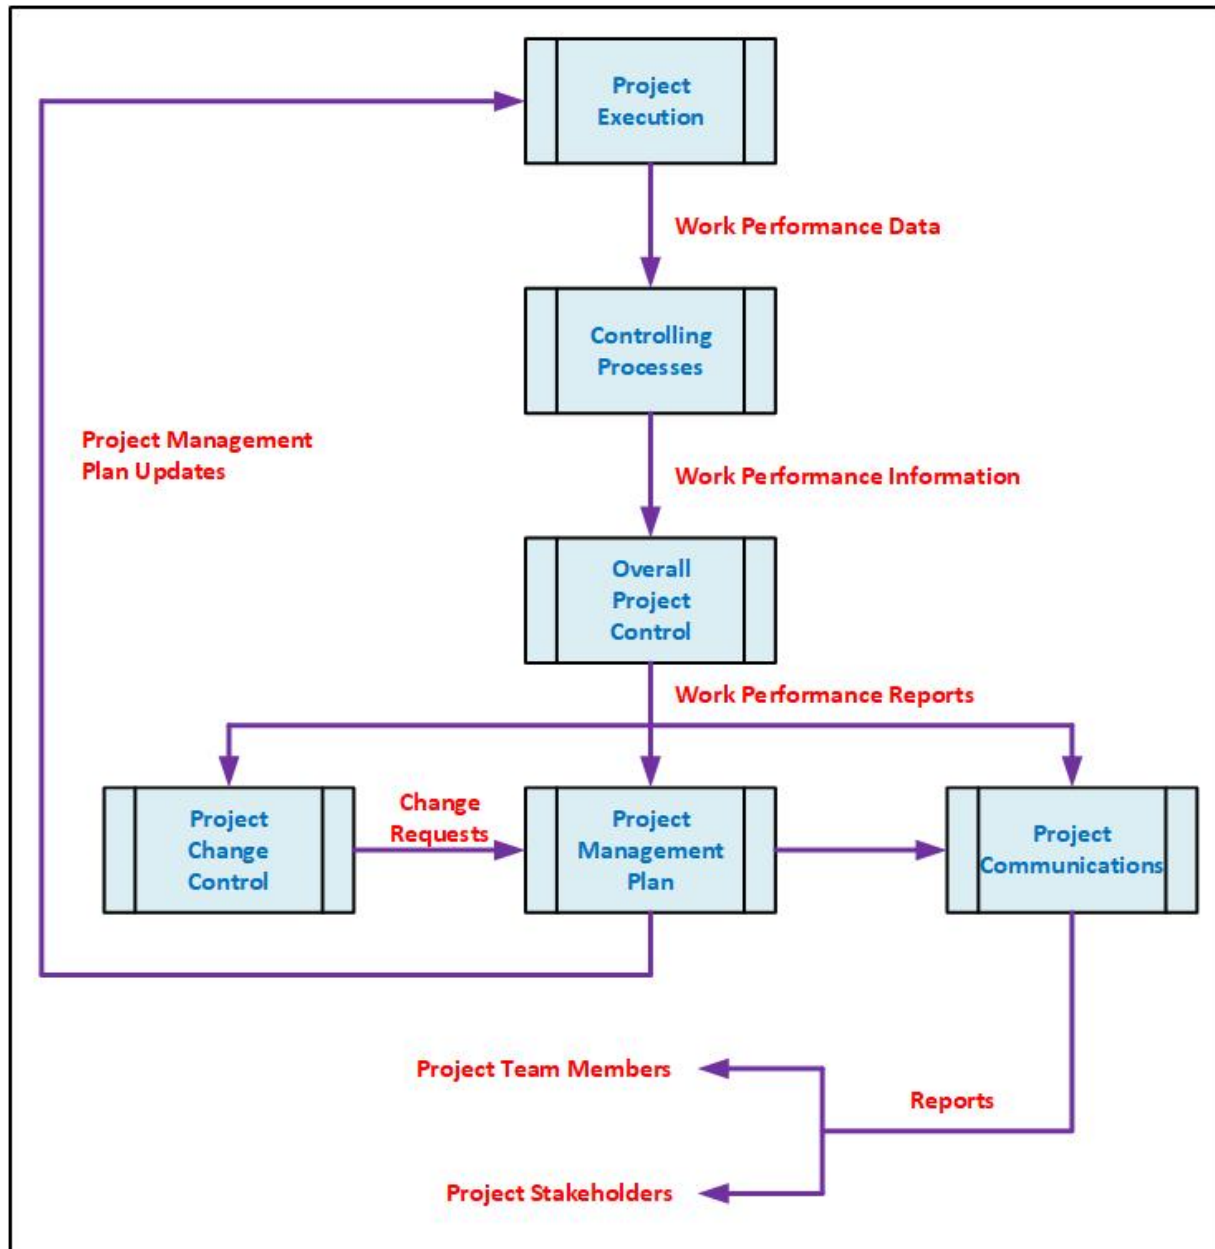 Project
Execution
Work Performance Data
Controlling
Processes
Project Management
Plan Updates
Work Performance Information
Overall
Project
Control
Work Performance Reports
Project
Change
Control
Change
Requests
Project
Management
Plan
Project
Communications
Project Team Members
Reports
Project Stakeholders